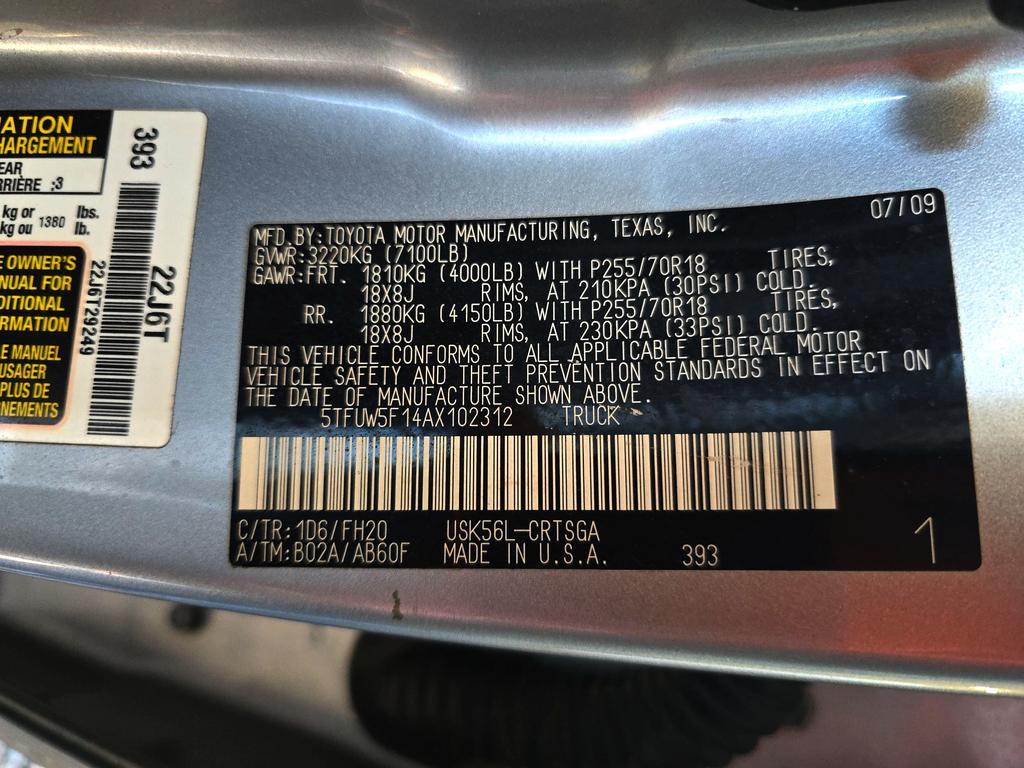 ATION
HARGEMENT
EAR
RRIÈRE :3
kg or 1380 lbs.
kg ou lb.
E OWNER'S
NUAL FOR
DITIONAL
RMATION
LE MANUEL
USAGER
PLUS DE
GNEMENTS
393
22J6T
22J6T29249
07/09
MFD.BY:TOYOTA MOTOR MANUFACTURING, TEXAS, INC.
GVWR:3220KG (7100LB)
GAWR:FRT. 1810KG (4000LB) WITH P255/70R18 TIRES,
18X8J RIMS, AT 210KPA (30PSI) COLD.
RR. 1880KG (4150LB) WITH P255/70R18 TIRES,
18X8J RIMS, AT 230KPA (33PSI) COLD.
THIS VEHICLE CONFORMS TO ALL APPLICABLE FEDERAL MOTOR
VEHICLE SAFETY AND THEFT PREVENTION STANDARDS IN EFFECT ON
THE DATE OF MANUFACTURE SHOWN ABOVE.
5TFUW5F14AX102312 TRUCK
C/TR:1D6/FH20 USK56L-CRTSGA
A/TM:B02A/AB60F MADE IN U.S.A. 393 1